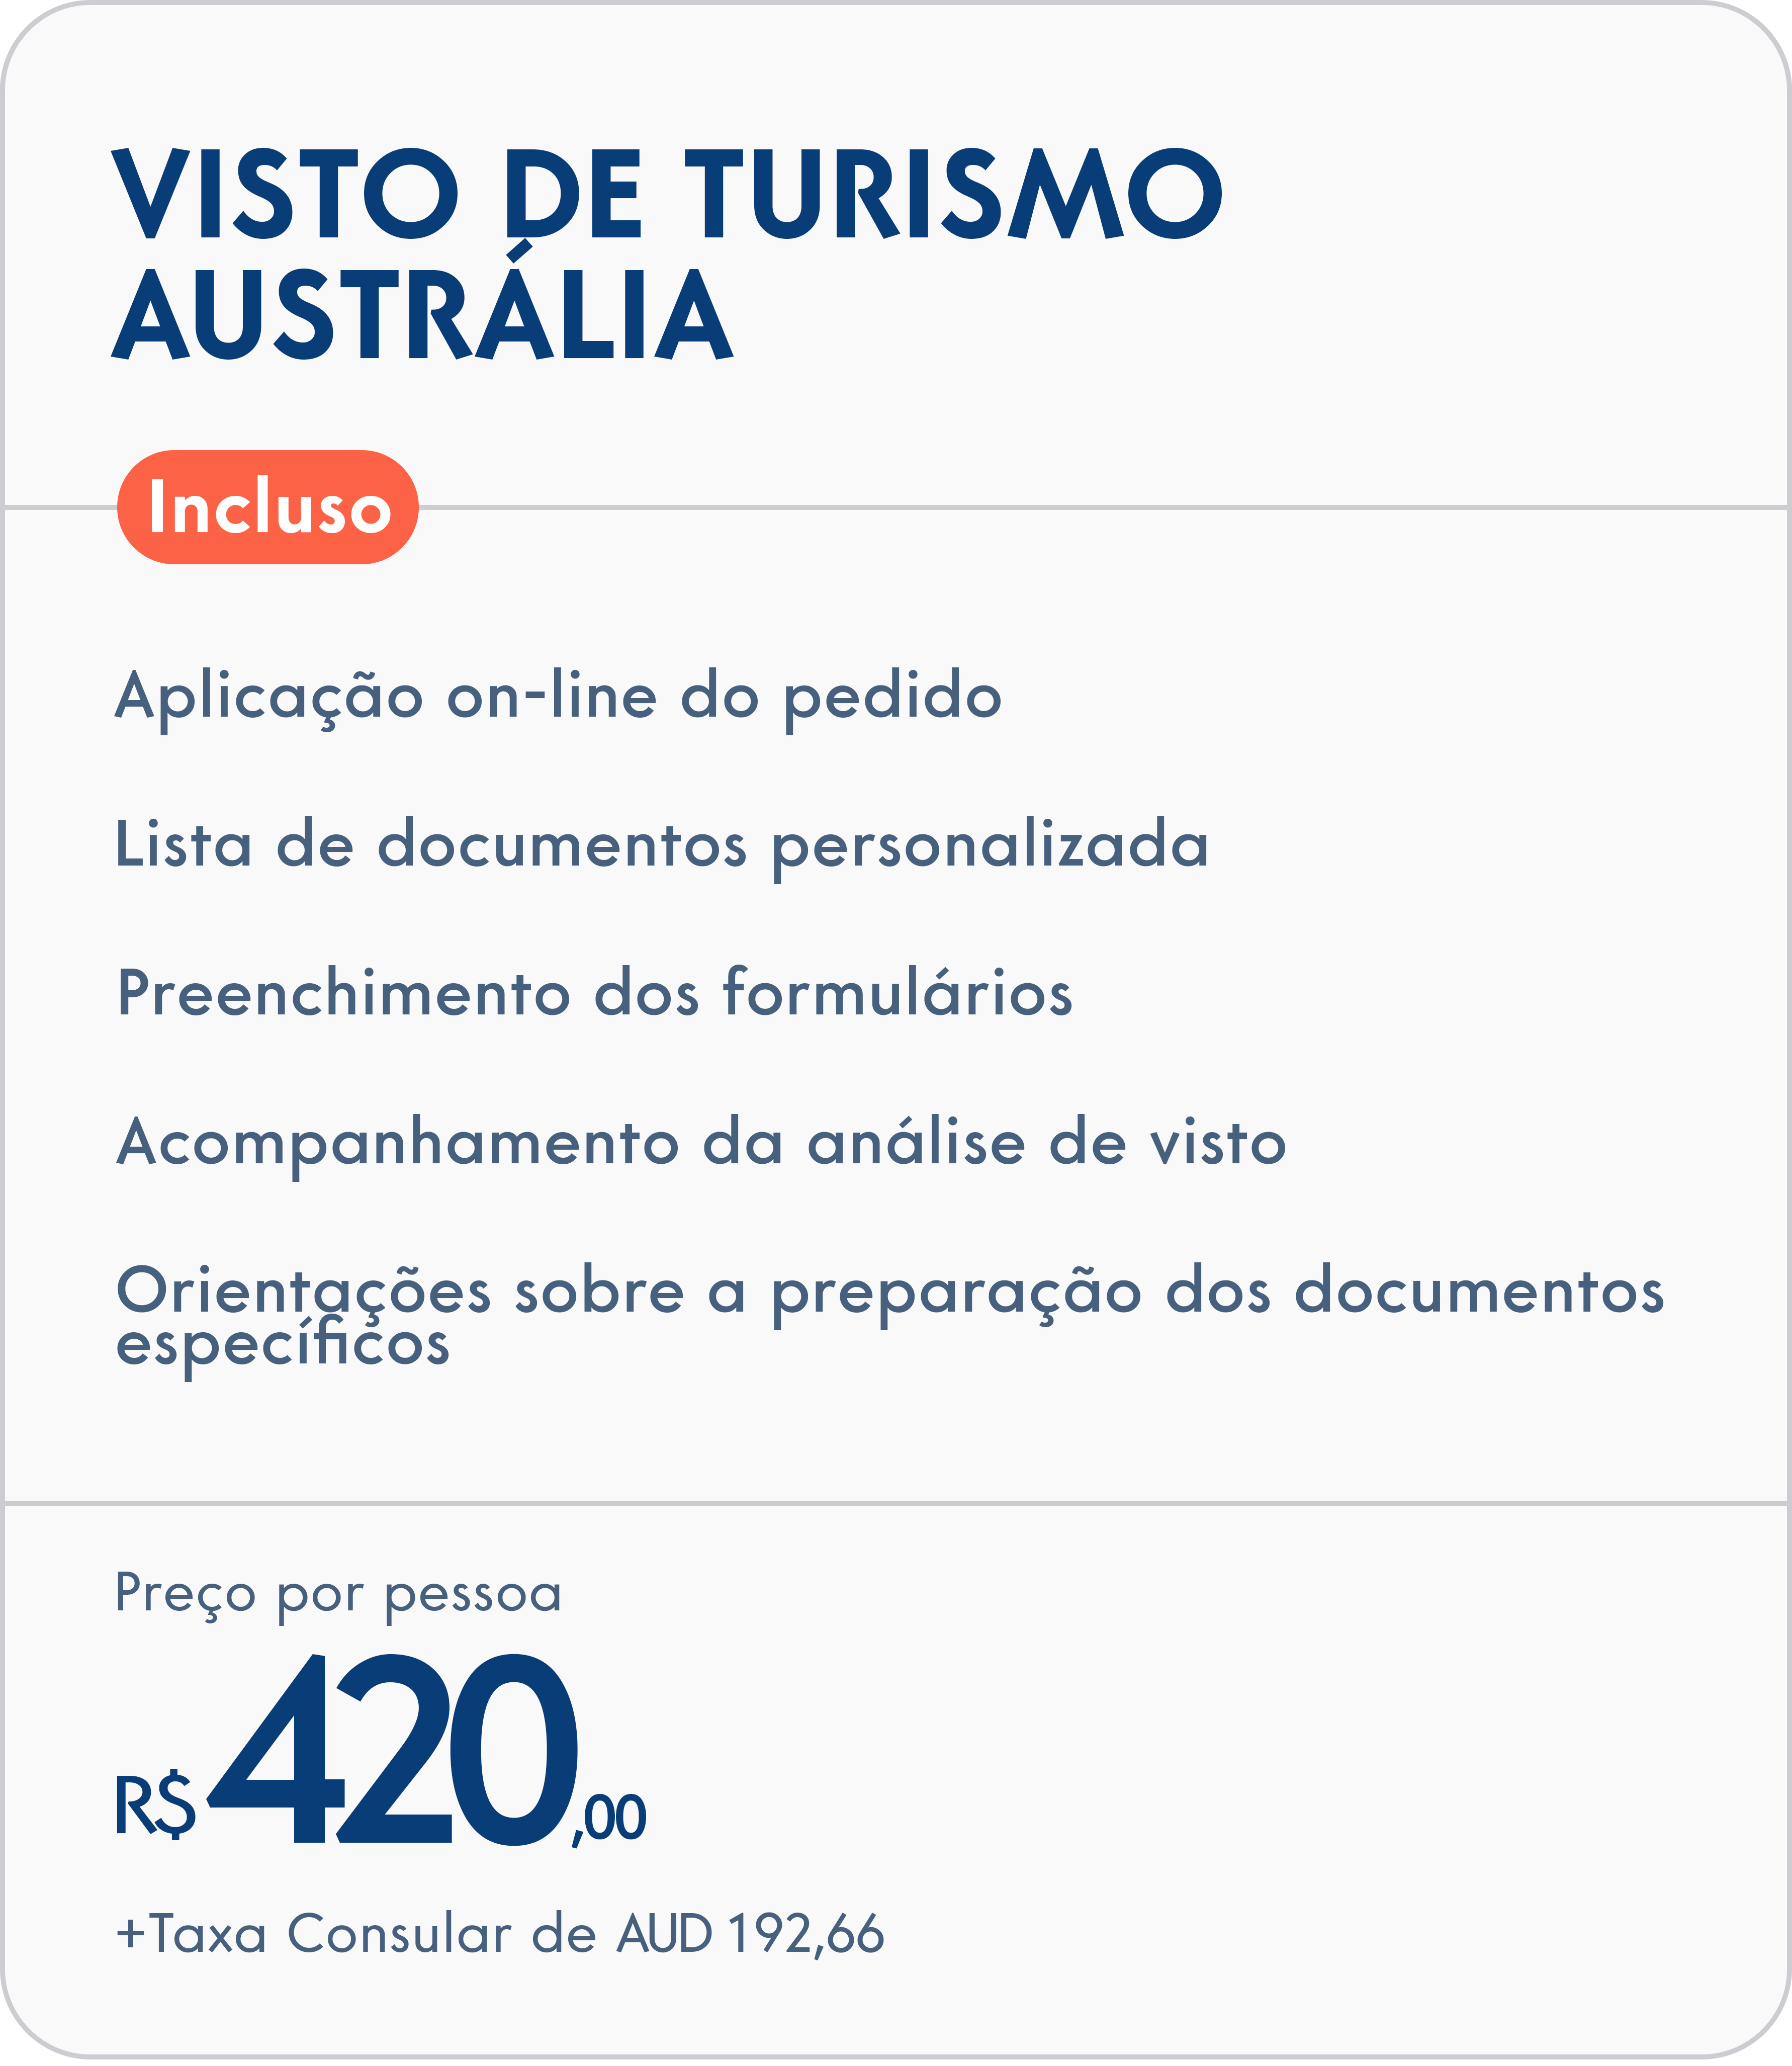 VISTO DE TURISMO
AUSTRÁLIA
Incluso
Aplicação on-line do pedido
Lista de documentos personalizada
Preenchimento dos formulários
Acompanhamento da análise de visto
Orientações sobre a preparação dos documentos
específicos
Preço por pessoa
R$420,00
+Taxa Consular de AUD 192,66